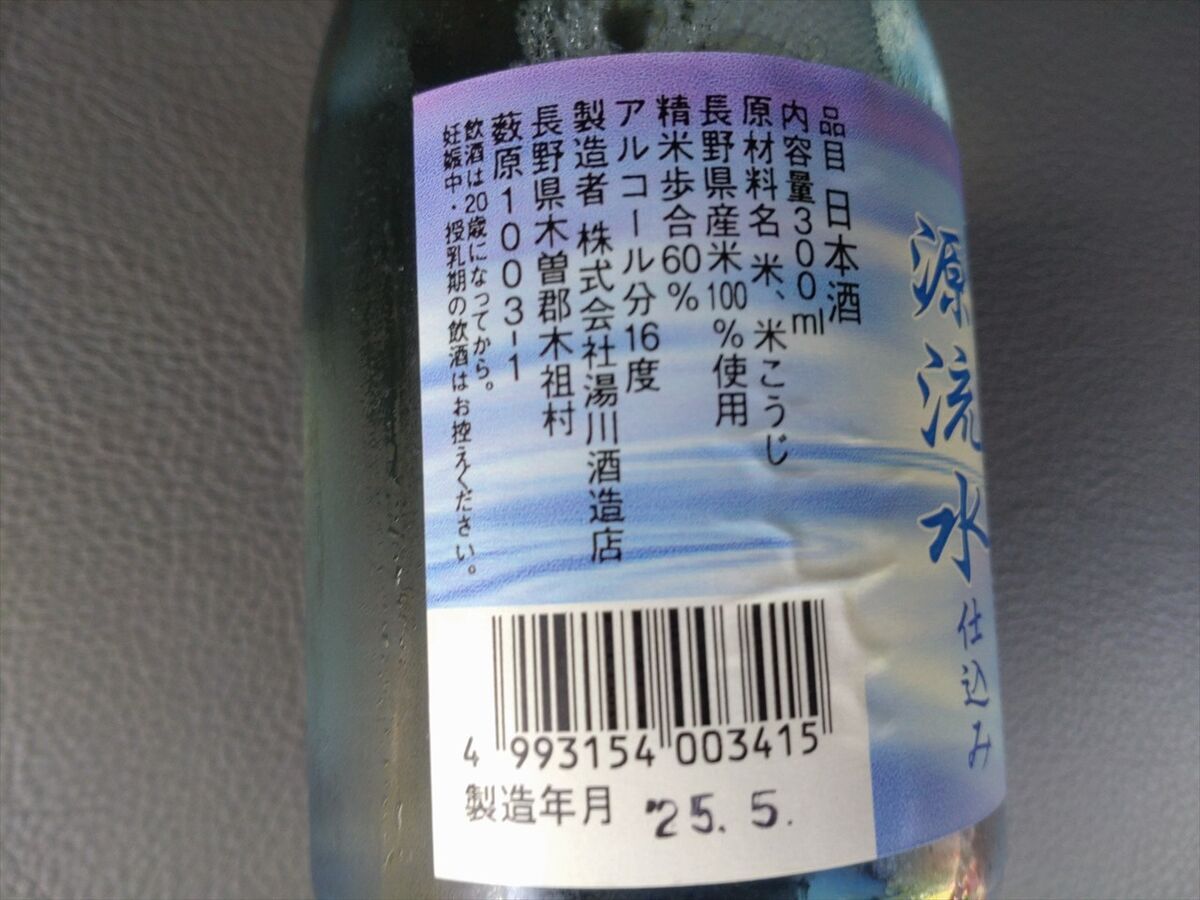 源流水仕込み
品目 日本酒
内容量300ml
原材料名 米、米こうじ
長野県産米100%使用
精米歩合60%
アルコール分16度
製造者 株式会社湯川酒造店
長野県木曽郡木祖村
薮原1003-1
飲酒は20歳になってから。
妊娠中・授乳期の飲酒はお控えください。
4 993154 003415
製造年月 '25.5.